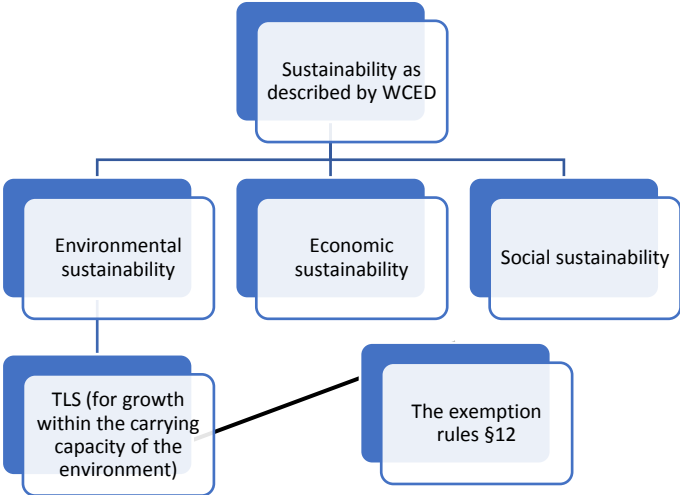 Sustainability as
described by WCED
Environmental
sustainability
Economic
sustainability
Social sustainability
TLS (for growth
within the carrying
capacity of the
environment)
The exemption
rules §12